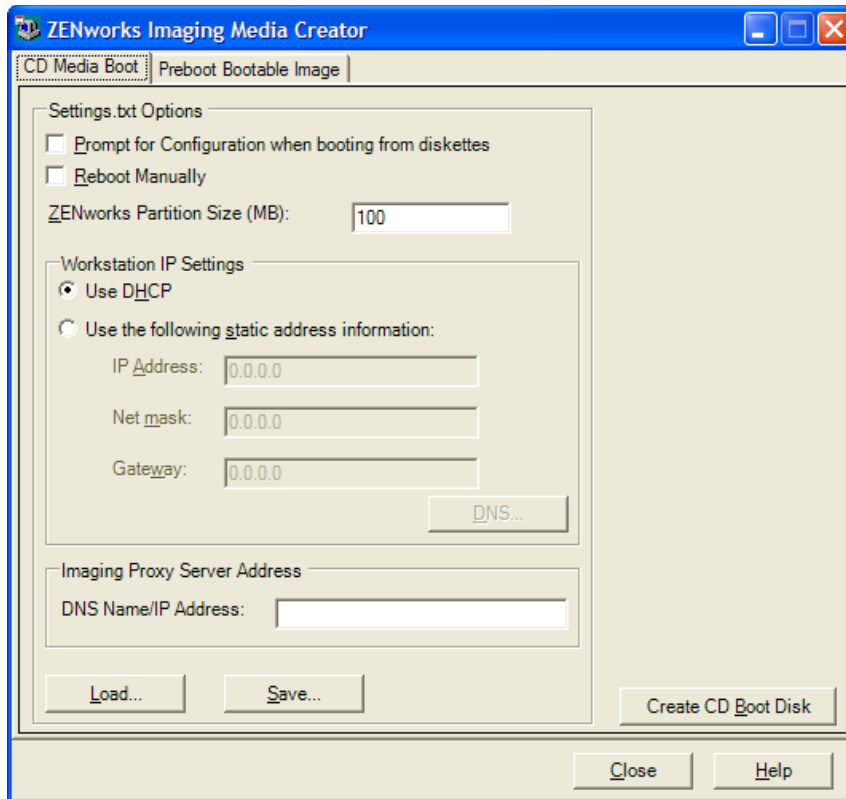 ZENworks Imaging Media Creator
CD Media Boot
Preboot Bootable Image
Settings.txt Options
Prompt for Configuration when booting from diskettes
Reboot Manually
ZENworks Partition Size (MB):
100
Workstation IP Settings
Use DHCP
Use the following static address information:
IP Address:
0.0.0.0
Net mask:
0.0.0.0
Gateway:
0.0.0.0
DNS...
Imaging Proxy Server Address
DNS Name/IP Address:
Load...
Save...
Create CD Boot Disk
Close
Help